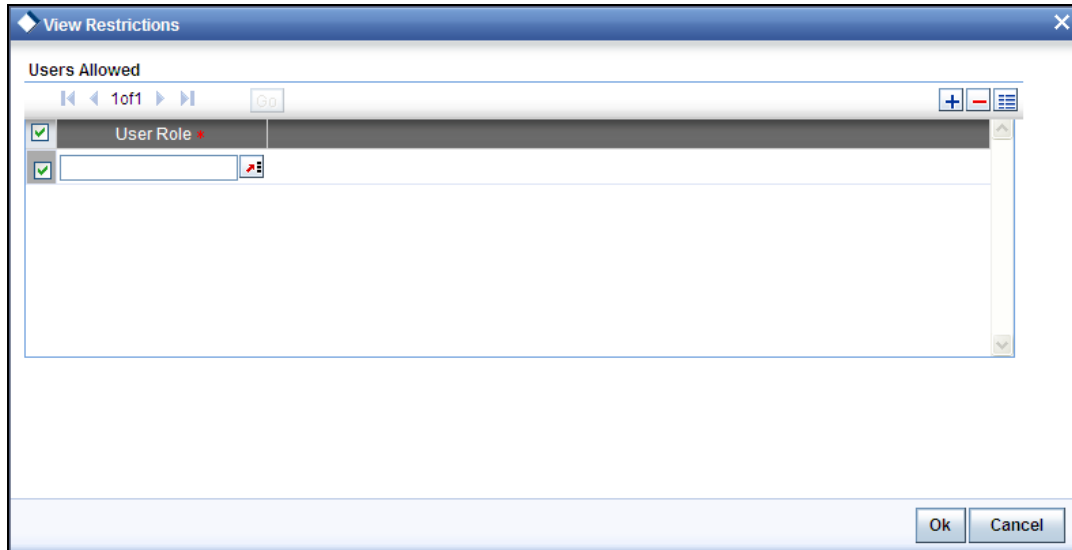 View Restrictions
Users Allowed
1of1 Go
User Role *
Ok Cancel